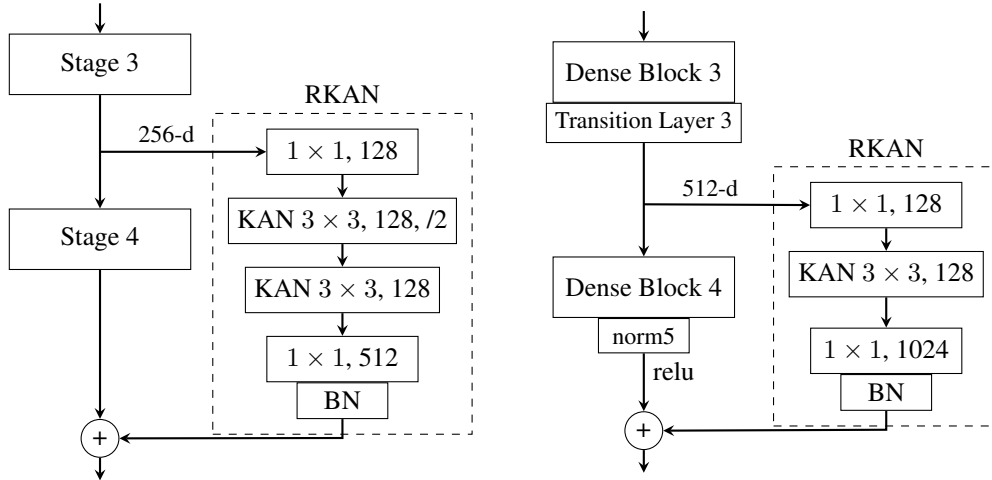 Stage 3
RKAN
256-d
1 × 1, 128
KAN 3 × 3, 128, /2
Stage 4
KAN 3 × 3, 128
1 × 1, 512
BN
+
Dense Block 3
Transition Layer 3
RKAN
512-d
1 × 1, 128
KAN 3 × 3, 128
Dense Block 4
norm5
1 × 1, 1024
relu
BN
+